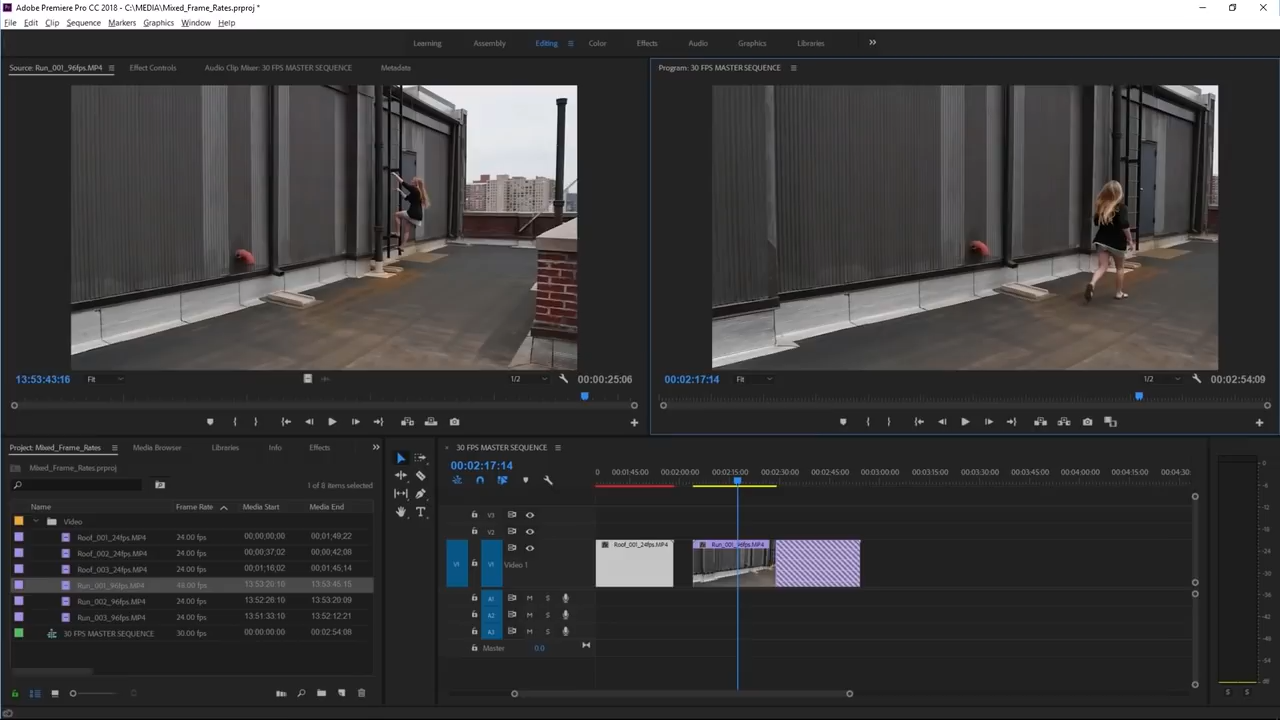 Adobe Premiere Pro CC 2018 - C:\MEDIA\Mixed_Frame_Rates.prproj *
File Edit Clip Sequence Markers Graphics Window Help
Learning Assembly Editing Color Effects Audio Graphics Libraries
Source: Run_001_96fps.MP4 Effect Controls Audio Clip Mixer: 30 FPS MASTER SEQUENCE Metadata
Program: 30 FPS MASTER SEQUENCE
13:53:43:16 Fit 1/2 00:00:25:06
00:02:17:14 Fit 1/2 00:02:54:09
Project: Mixed_Frame_Rates Media Browser Libraries Info Effects
Mixed_Frame_Rates.prproj
1 of 8 items selected
Name Frame Rate Media Start Media End
Video
Roof_001_24fps.MP4 24.00 fps 00;00;00;00 00;01;49;22
Roof_002_24fps.MP4 24.00 fps 00;00;37;02 00;00;42;08
Roof_003_24fps.MP4 24.00 fps 00;01;16;02 00;01;45;14
Run_001_96fps.MP4 48.00 fps 13:53:20:10 13:53:45:15
Run_002_96fps.MP4 24.00 fps 13:52:26:10 13:53:20:09
Run_003_96fps.MP4 24.00 fps 13:51:33:10 13:52:12:21
30 FPS MASTER SEQUENCE 30.00 fps 00:00:00:00 00:02:54:08
× 30 FPS MASTER SEQUENCE
00:02:17:14
0 00:01:45:00 00:02:00:00 00:02:15:00 00:02:30:00 00:02:45:00 00:03:00:00 00:03:15:00 00:03:30:00 00:03:45:00 00:04:00:00 00:04:15:00 00:04:30:
V3
V2
V1 V1 Video 1
Roof_001_24fps.MP4 Run_001_96fps.MP4
A1 M S
A2 M S
A3 M S
Master 0.0
0
-6
-12
-18
-24
-30
-36
-42
-48
-54
dB
S S